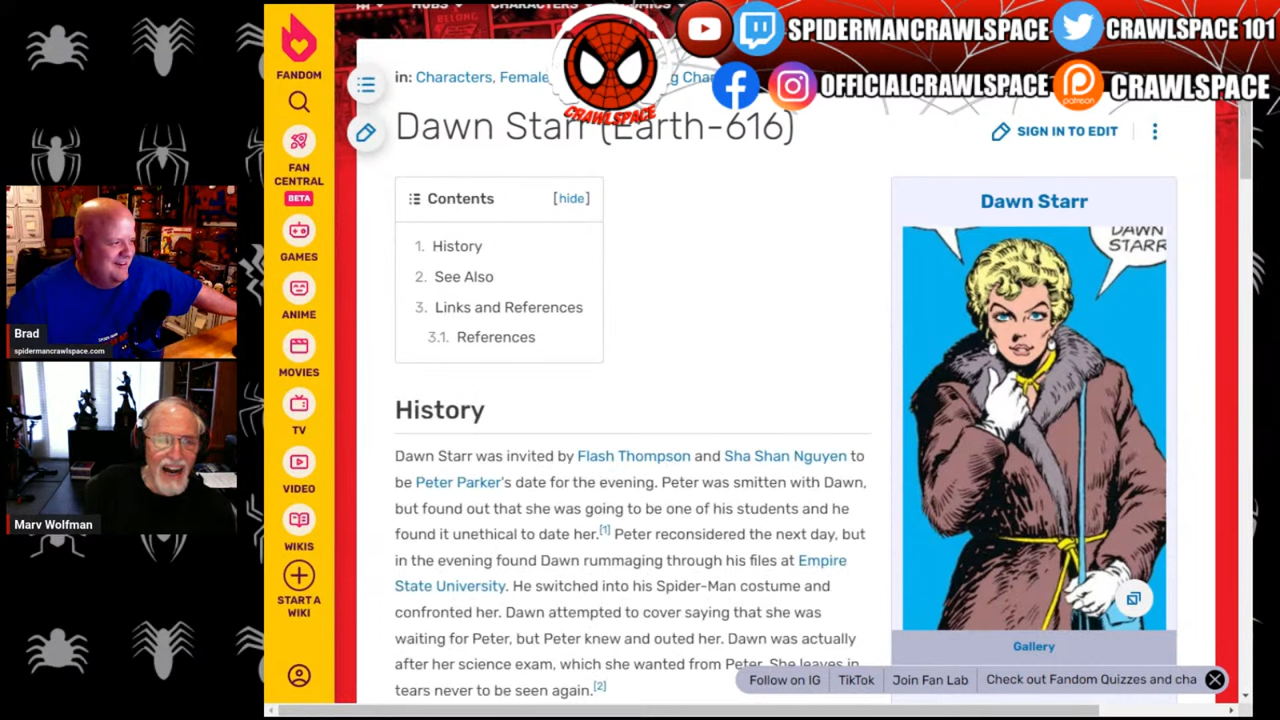 HUBS
CHARACTERS
COMICS
BELONG
SPIDERMANCRAWLSPACE
CRAWLSPACE 101
OFFICIALCRAWLSPACE
patreon
CRAWLSPACE
CRAWLSPACE
FANDOM
FAN
CENTRAL
BETA
GAMES
ANIME
MOVIES
TV
VIDEO
WIKIS
START A
WIKI
in: Characters, Female
g Char
Dawn Starr (Earth-616)
SIGN IN TO EDIT
Contents [hide]
1. History
2. See Also
3. Links and References
3.1. References
History
Dawn Starr was invited by Flash Thompson and Sha Shan Nguyen to
be Peter Parker's date for the evening. Peter was smitten with Dawn,
but found out that she was going to be one of his students and he
found it unethical to date her.[1] Peter reconsidered the next day, but
in the evening found Dawn rummaging through his files at Empire
State University. He switched into his Spider-Man costume and
confronted her. Dawn attempted to cover saying that she was
waiting for Peter, but Peter knew and outed her. Dawn was actually
after her science exam, which she wanted from Peter. She leaves in
tears never to be seen again.[2]
Dawn Starr
DAWN
STARR
Gallery
Follow on IG
TikTok
Join Fan Lab
Check out Fandom Quizzes and cha
Brad
spidermancrawlspace.com
Marv Wolfman